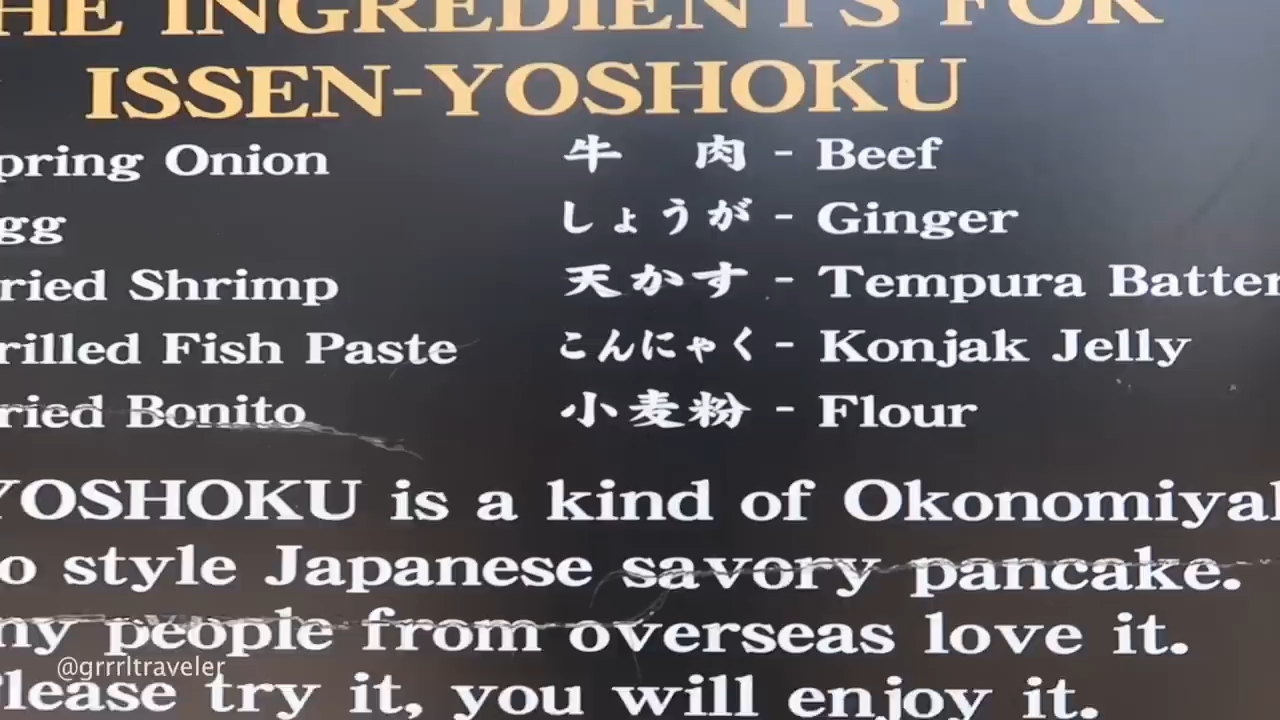 HE INGREDIENTS FOR
ISSEN-YOSHOKU
pring Onion 牛 肉 - Beef
gg しょうが - Ginger
ried Shrimp 天かす - Tempura Batter
rilled Fish Paste こんにゃく - Konjak Jelly
ried Bonito 小麦粉 - Flour
YOSHOKU is a kind of Okonomiyak
o style Japanese savory pancake.
ny people from overseas love it.
lease try it, you will enjoy it.
@grrrltraveler